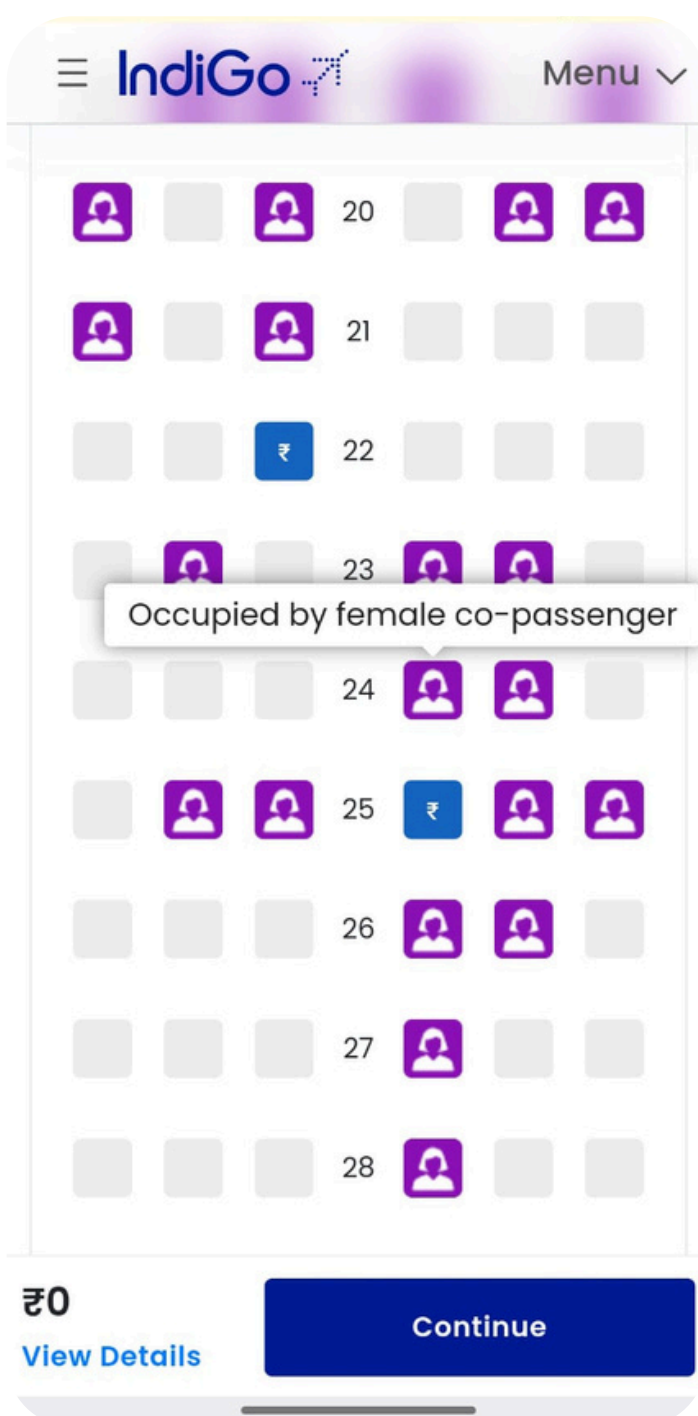 IndiGo Menu
20
21
₹ 22
23
Occupied by female co-passenger
24
25 ₹
26
27
28
₹0
Continue
View Details